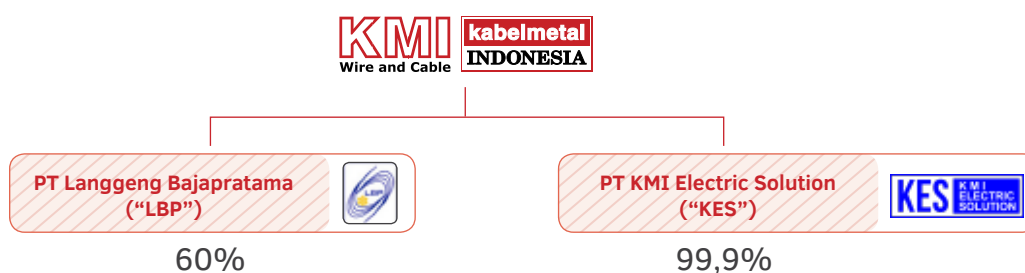 KMI
Wire and Cable
kabelmetal
INDONESIA
PT Langgeng Bajapratama
(“LBP”)
LBP
60%
PT KMI Electric Solution
(“KES”)
KES
KMI
ELECTRIC
SOLUTION
99,9%